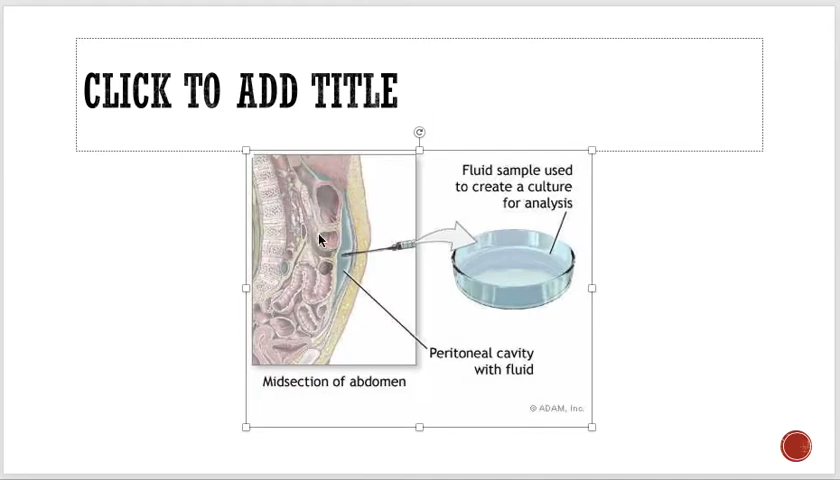 CLICK TO ADD TITLE
Fluid sample used
to create a culture
for analysis
Peritoneal cavity
with fluid
Midsection of abdomen
© ADAM, Inc.